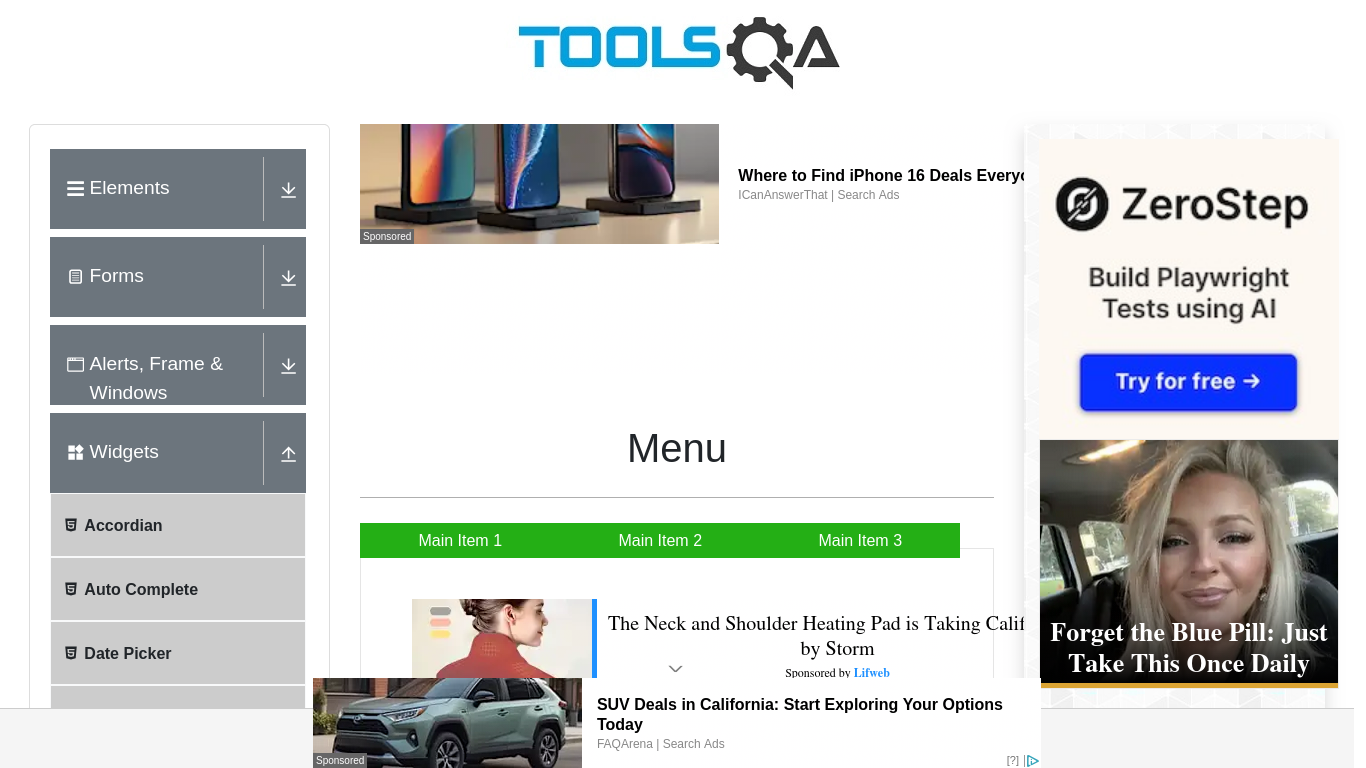 TOOLSQA
Elements
Forms
Alerts, Frame &
Windows
Widgets
Accordian
Auto Complete
Date Picker
Sponsored
Where to Find iPhone 16 Deals Everyo
ICanAnswerThat | Search Ads
Menu
Main Item 1
Main Item 2
Main Item 3
The Neck and Shoulder Heating Pad is Taking Calif
by Storm
Sponsored by Lifweb
Sponsored
SUV Deals in California: Start Exploring Your Options
Today
FAQArena | Search Ads
[?] |
ZeroStep
Build Playwright
Tests using AI
Try for free →
Forget the Blue Pill: Just
Take This Once Daily